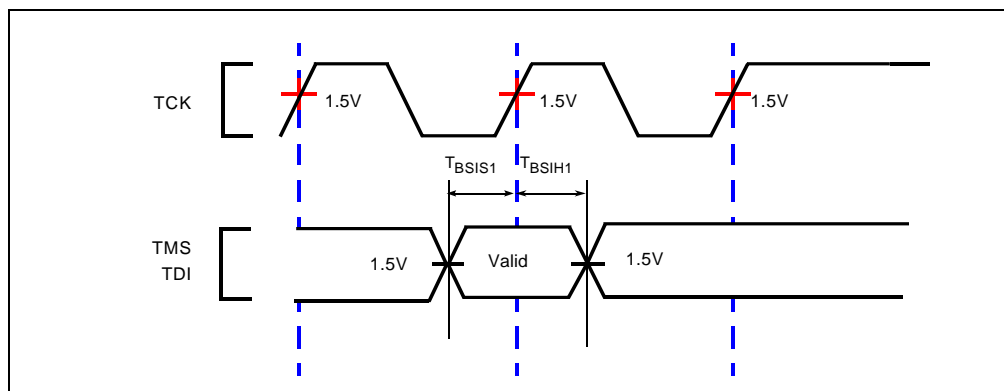 TCK
1.5V
1.5V
1.5V
TBSIS1
TBSIH1
TMS
TDI
1.5V
Valid
1.5V